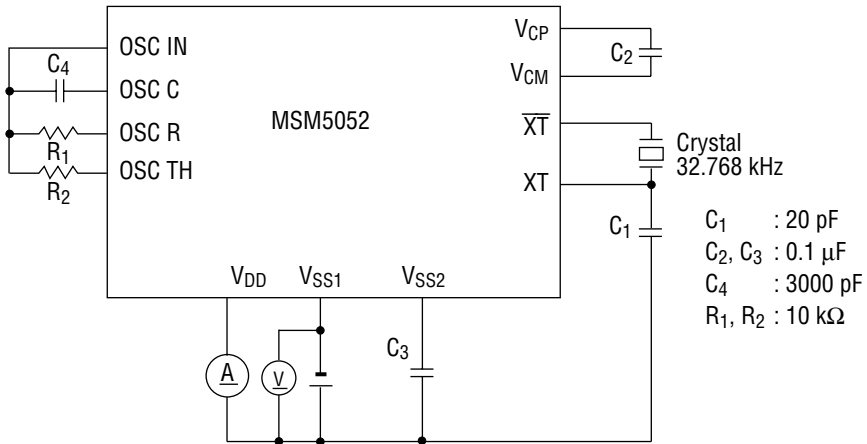 OSC IN
C4
OSC C
OSC R
R1
OSC TH
R2
MSM5052
VCP
C2
VCM
XT
Crystal
32.768 kHz
XT
C1
VDD
VSS1
VSS2
A
V
C3
C1 : 20 pF
C2, C3 : 0.1 μF
C4 : 3000 pF
R1, R2 : 10 kΩ